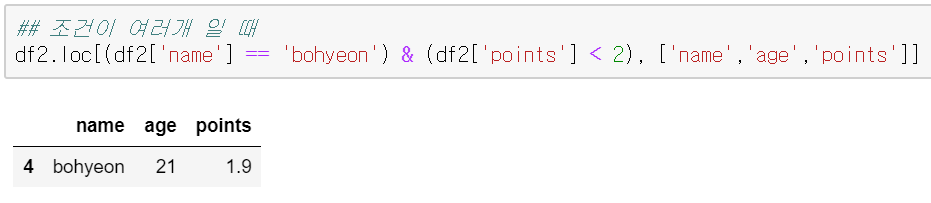 ## 조건이 여러개 일 때
df2.loc[(df2['name'] == 'bohyeon') & (df2['points'] < 2), ['name','age','points']]
name age points
4 bohyeon 21 1.9